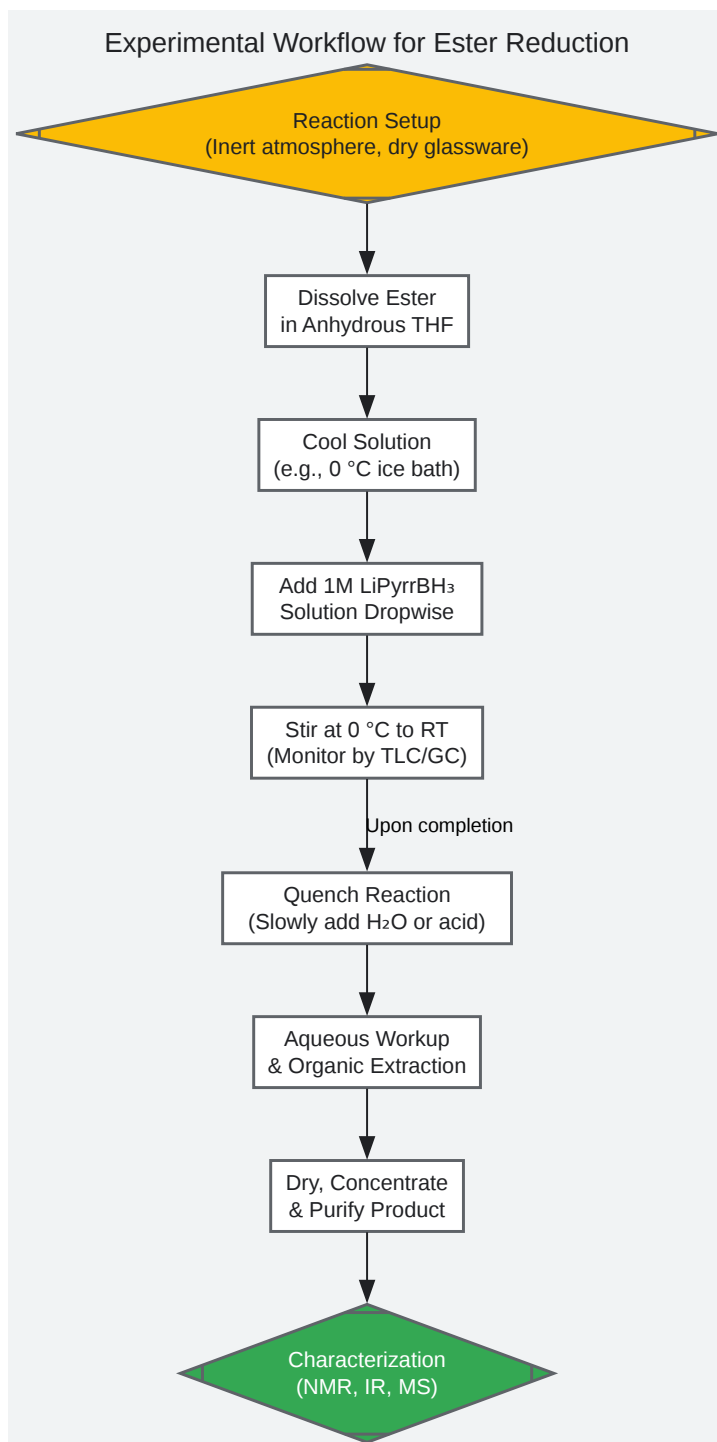 Experimental Workflow for Ester Reduction
Reaction Setup
(Inert atmosphere, dry glassware)
Dissolve Ester
in Anhydrous THF
Cool Solution
(e.g., 0 °C ice bath)
Add 1M LiPyrrBH₃
Solution Dropwise
Stir at 0 °C to RT
(Monitor by TLC/GC)
Upon completion
Quench Reaction
(Slowly add H₂O or acid)
Aqueous Workup
& Organic Extraction
Dry, Concentrate
& Purify Product
Characterization
(NMR, IR, MS)